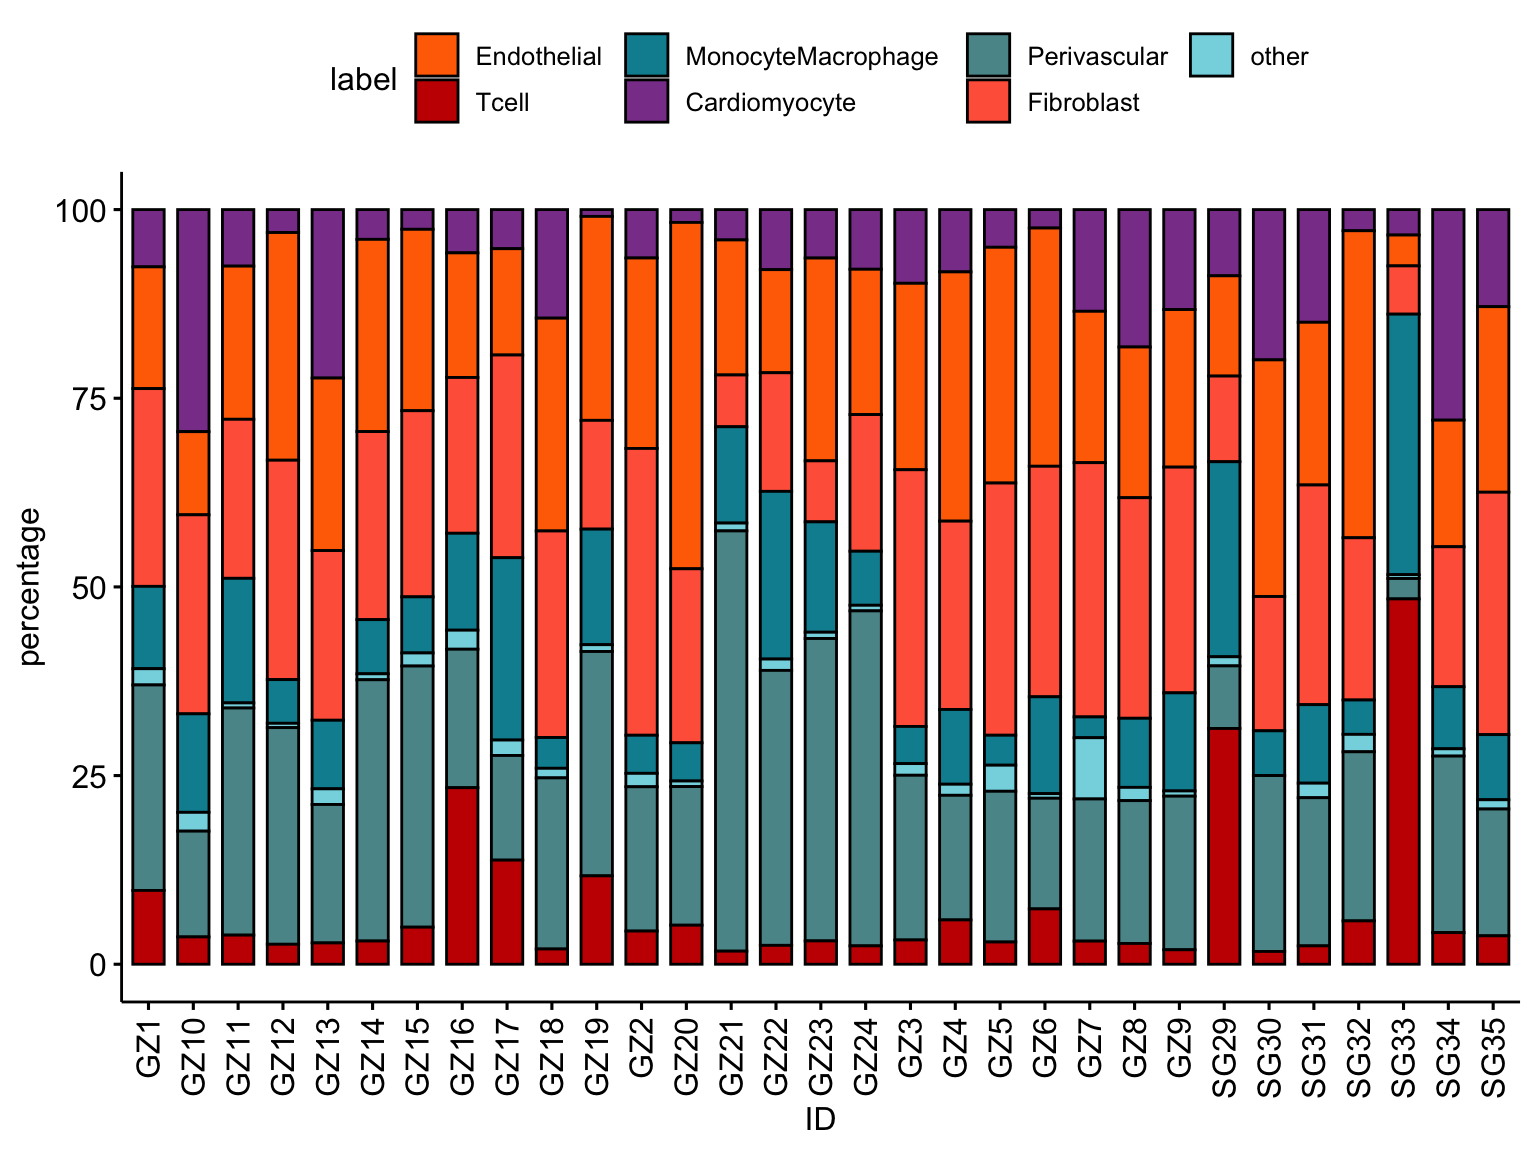 label
Endothelial MonocyteMacrophage Perivascular other
Tcell Cardiomyocyte Fibroblast
percentage
100
75
50
25
0
GZ1 GZ10 GZ11 GZ12 GZ13 GZ14 GZ15 GZ16 GZ17 GZ18 GZ19 GZ2 GZ20 GZ21 GZ22 GZ23 GZ24 GZ3 GZ4 GZ5 GZ6 GZ7 GZ8 GZ9 SG29 SG30 SG31 SG32 SG33 SG34 SG35
ID